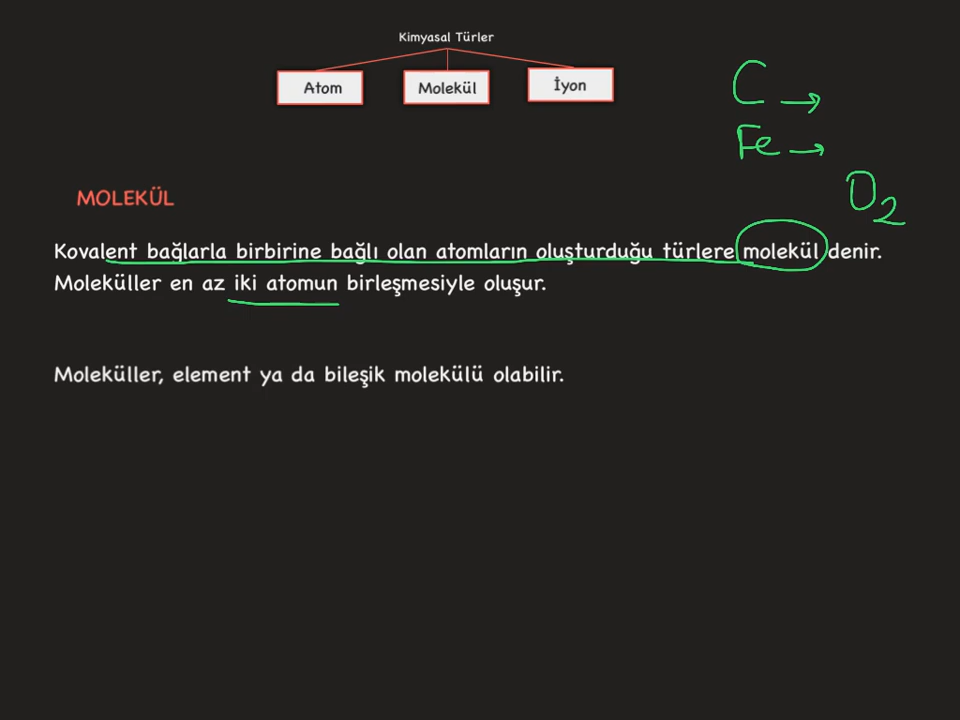 Kimyasal Türler
Atom
Molekül
İyon
C →
Fe →
O2
MOLEKÜL
Kovalent bağlarla birbirine bağlı olan atomların oluşturduğu türlere molekül denir.
Moleküller en az iki atomun birleşmesiyle oluşur.
Moleküller, element ya da bileşik molekülü olabilir.